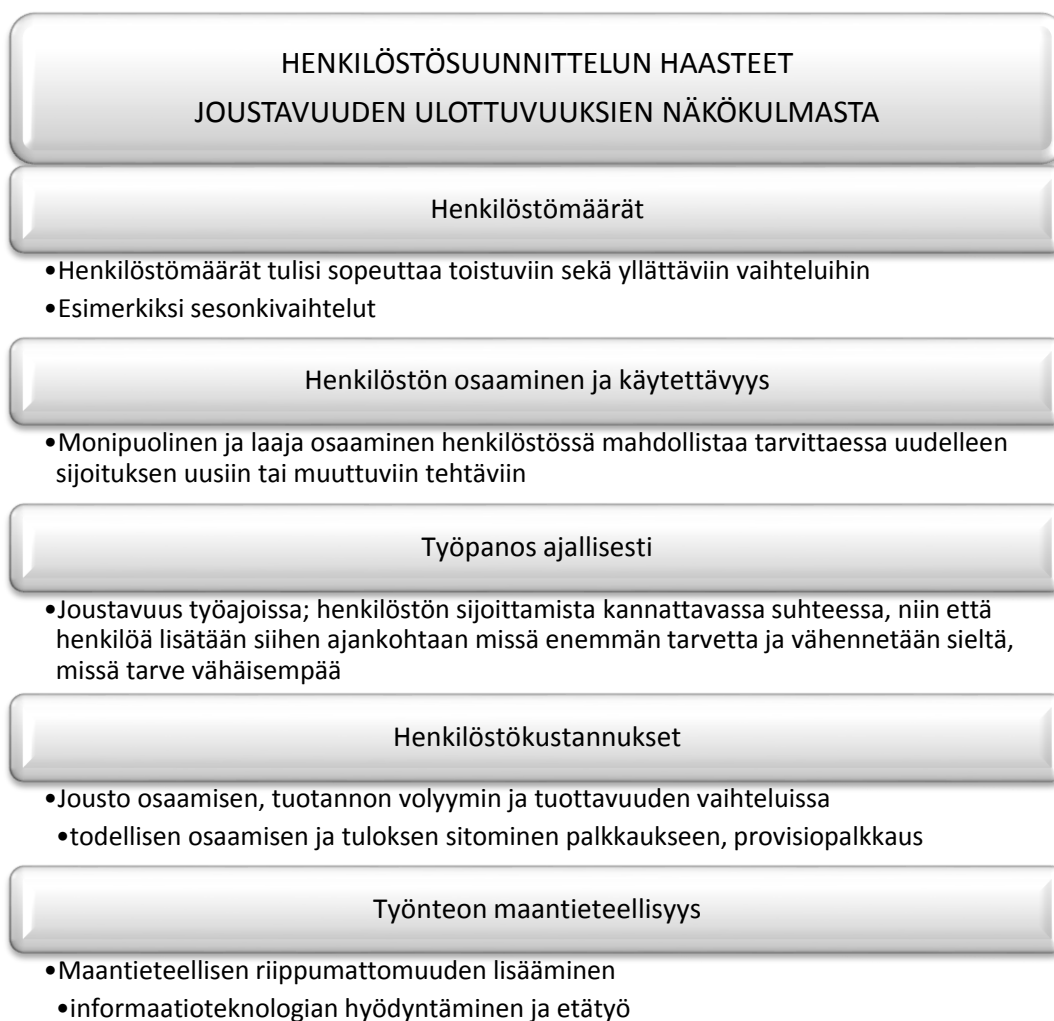 HENKILÖSTÖSUUNNITTELUN HAASTEET
JOUSTAVUUDEN ULOTTUVUUKSIEN NÄKÖKULMASTA
Henkilöstömäärät
•Henkilöstömäärät tulisi sopeuttaa toistuviin sekä yllättäviin vaihteluihin
•Esimerkiksi sesonkivaihtelut
Henkilöstön osaaminen ja käytettävyys
•Monipuolinen ja laaja osaaminen henkilöstössä mahdollistaa tarvittaessa uudelleen
sijoituksen uusiin tai muuttuviin tehtäviin
Työpanos ajallisesti
•Joustavuus työajoissa; henkilöstön sijoittamista kannattavassa suhteessa, niin että
henkilöä lisätään siihen ajankohtaan missä enemmän tarvetta ja vähennetään sieltä,
missä tarve vähäisempää
Henkilöstökustannukset
•Jousto osaamisen, tuotannon volyymin ja tuottavuuden vaihteluissa
•todellisen osaamisen ja tuloksen sitominen palkkaukseen, provisiopalkkaus
Työnteon maantieteellisyys
•Maantieteellisen riippumattomuuden lisääminen
•informaatioteknologian hyödyntäminen ja etätyö